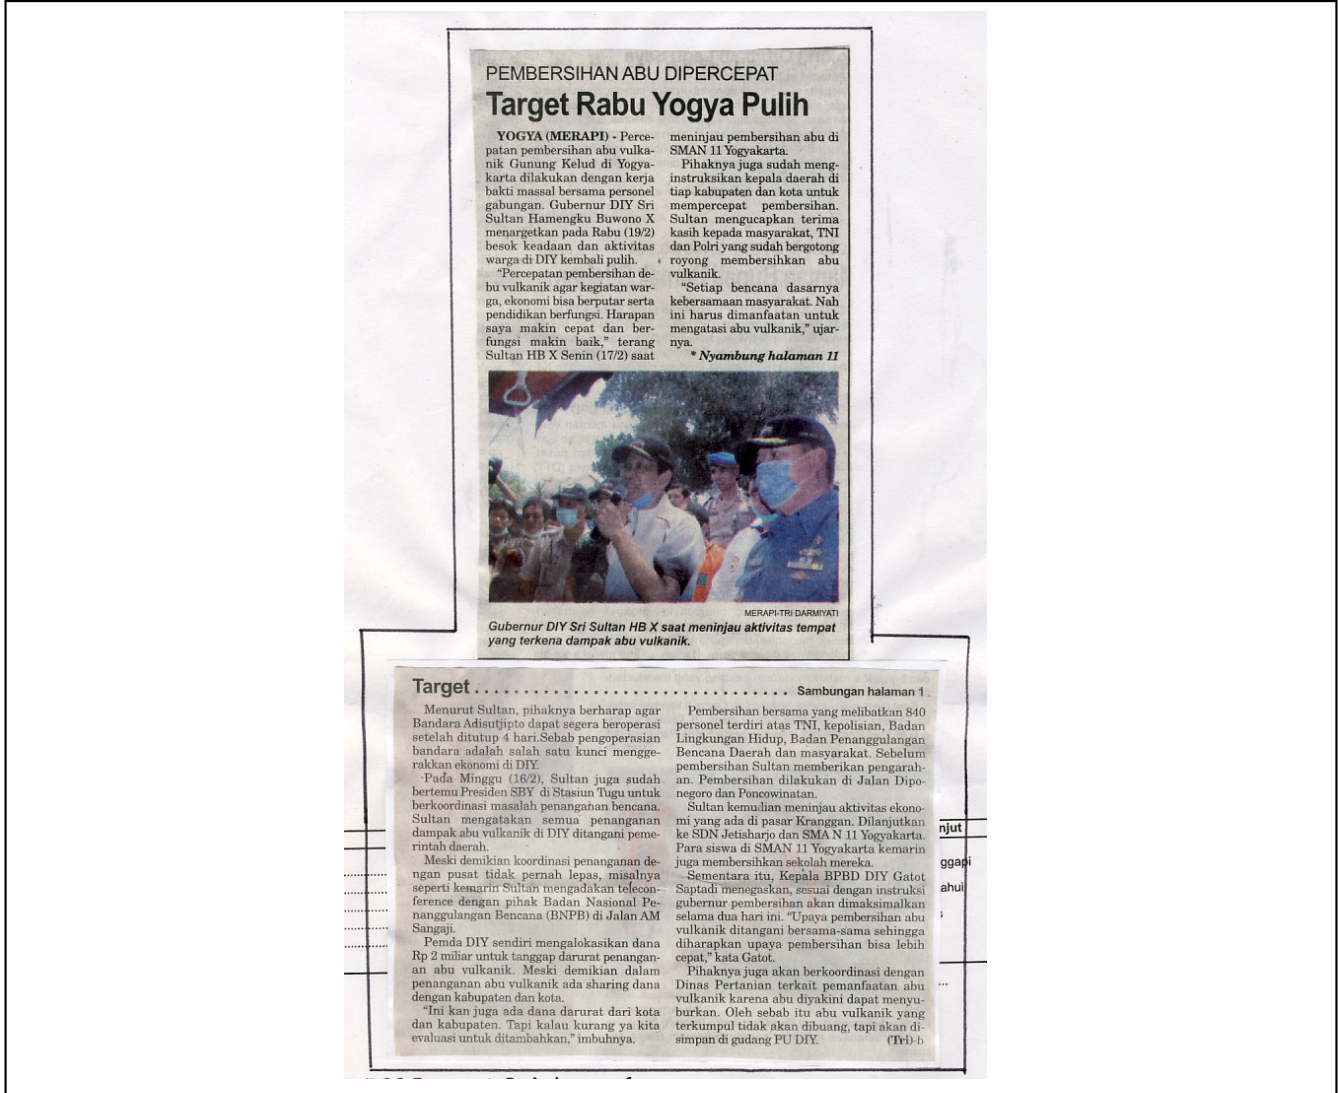 PEMBERSIHAN ABU DIPERCEPAT
Target Rabu Yogya Pulih
YOGYA (MERAPI) - Perce-
patan pembersihan abu vulka-
nik Gunung Kelud di Yogya-
karta dilakukan dengan kerja
bakti massal bersama personel
gabungan. Gubernur DIY Sri
Sultan Hamengku Buwono X
menargetkan pada Rabu (19/2)
besok keadaan dan aktivitas
warga di DIY kembali pulih.
“Percepatan pembersihan de-
bu vulkanik agar kegiatan war-
ga, ekonomi bisa berputar serta
pendidikan berfungsi. Harapan
saya makin cepat dan ber-
fungsi makin baik,” terang
Sultan HB X Senin (17/2) saat
meninjau pembersihan abu di
SMAN 11 Yogyakarta.
Pihaknya juga sudah meng-
instruksikan kepala daerah di
tiap kabupaten dan kota untuk
mempercepat pembersihan.
Sultan mengucapkan terima
kasih kepada masyarakat, TNI
dan Polri yang sudah bergotong
royong membersihkan abu
vulkanik.
“Setiap bencana dasarnya
kebersamaan masyarakat. Nah
ini harus dimanfaatan untuk
mengatasi abu vulkanik,” ujar-
nya.
* Nyambung halaman 11
MERAPI-TRI DARMIYATI
Gubernur DIY Sri Sultan HB X saat meninjau aktivitas tempat
yang terkena dampak abu vulkanik.
Target . . . . . . . . . . . . . . . . . . . . . . . . . . . . . . . . Sambungan halaman 1
Menurut Sultan, pihaknya berharap agar
Bandara Adisutjipto dapat segera beroperasi
setelah ditutup 4 hari.Sebab pengoperasian
bandara adalah salah satu kunci mengge-
rakkan ekonomi di DIY.
Pada Minggu (16/2), Sultan juga sudah
bertemu Presiden SBY di Stasiun Tugu untuk
berkoordinasi masalah penanganan bencana.
Sultan mengatakan semua penanganan
dampak abu vulkanik di DIY ditangani peme-
rintah daerah.
Meski demikian koordinasi penanganan de-
ngan pusat tidak pernah lepas, misalnya
seperti kemarin Sultan mengadakan telecon-
ference dengan pihak Badan Nasional Pe-
nanggulangan Bencana (BNPB) di Jalan AM
Sangaji.
Pemda DIY sendiri mengalokasikan dana
Rp 2 miliar untuk tanggap darurat penangan-
an abu vulkanik. Meski demikian dalam
penanganan abu vulkanik ada sharing dana
dengan kabupaten dan kota.
“Ini kan juga ada dana darurat dari kota
dan kabupaten. Tapi kalau kurang ya kita
evaluasi untuk ditambahkan,” imbuhnya.
Pembersihan bersama yang melibatkan 840
personel terdiri atas TNI, kepolisian, Badan
Lingkungan Hidup, Badan Penanggulangan
Bencana Daerah dan masyarakat. Sebelum
pembersihan Sultan memberikan pengarah-
an. Pembersihan dilakukan di Jalan Dipo-
negoro dan Poncowinatan.
Sultan kemudian meninjau aktivitas ekono-
mi yang ada di pasar Kranggan. Dilanjutkan
ke SDN Jetisharjo dan SMA N 11 Yogyakarta.
Para siswa di SMAN 11 Yogyakarta kemarin
juga membersihkan sekolah mereka.
Sementara itu, Kepala BPBD DIY Gatot
Saptadi menegaskan, sesuai dengan instruksi
gubernur pembersihan akan dimaksimalkan
selama dua hari ini. “Upaya pembersihan abu
vulkanik ditangani bersama-sama sehingga
diharapkan upaya pembersihan bisa lebih
cepat,” kata Gatot.
Pihaknya juga akan berkoordinasi dengan
Dinas Pertanian terkait pemanfaatan abu
vulkanik karena abu diyakini dapat menyu-
burkan. Oleh sebab itu abu vulkanik yang
terkumpul tidak akan dibuang, tapi akan di-
simpan di gudang PU DIY. (Tri)-b
njut
ggapi
ahui